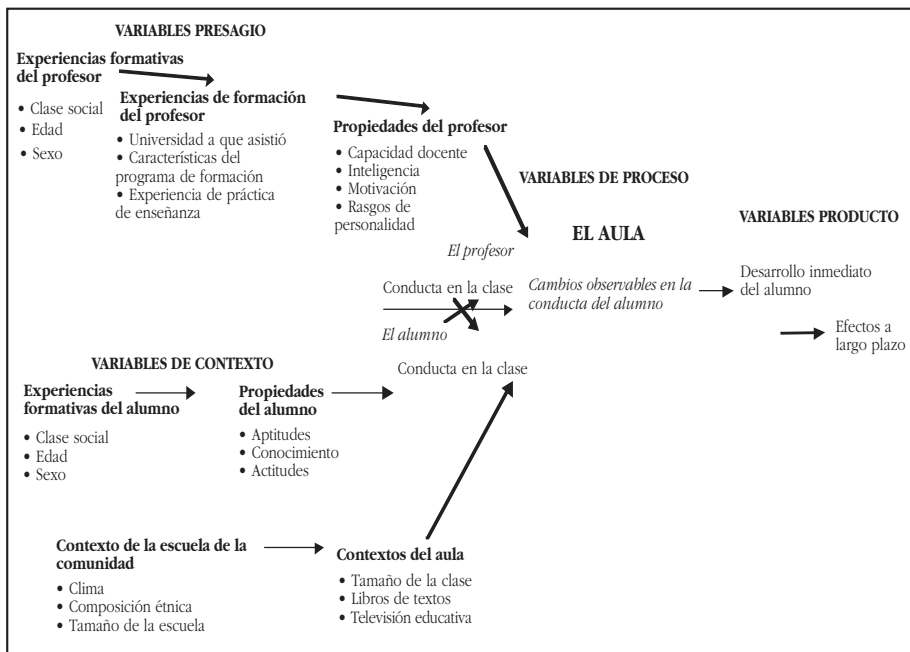 VARIABLES PRESAGIO
Experiencias formativas
del profesor
• Clase social
• Edad
• Sexo
Experiencias de formación
del profesor
• Universidad a que asistió
• Características del
programa de formación
• Experiencia de práctica
de enseñanza
Propiedades del profesor
• Capacidad docente
• Inteligencia
• Motivación
• Rasgos de
personalidad
VARIABLES DE PROCESO
EL AULA
El profesor
Conducta en la clase
El alumno
Conducta en la clase
Cambios observables en la
conducta del alumno
VARIABLES PRODUCTO
Desarrollo inmediato
del alumno
Efectos a
largo plazo
VARIABLES DE CONTEXTO
Experiencias
formativas del alumno
• Clase social
• Edad
• Sexo
Propiedades
del alumno
• Aptitudes
• Conocimiento
• Actitudes
Contexto de la escuela de la
comunidad
• Clima
• Composición étnica
• Tamaño de la escuela
Contextos del aula
• Tamaño de la clase
• Libros de textos
• Televisión educativa